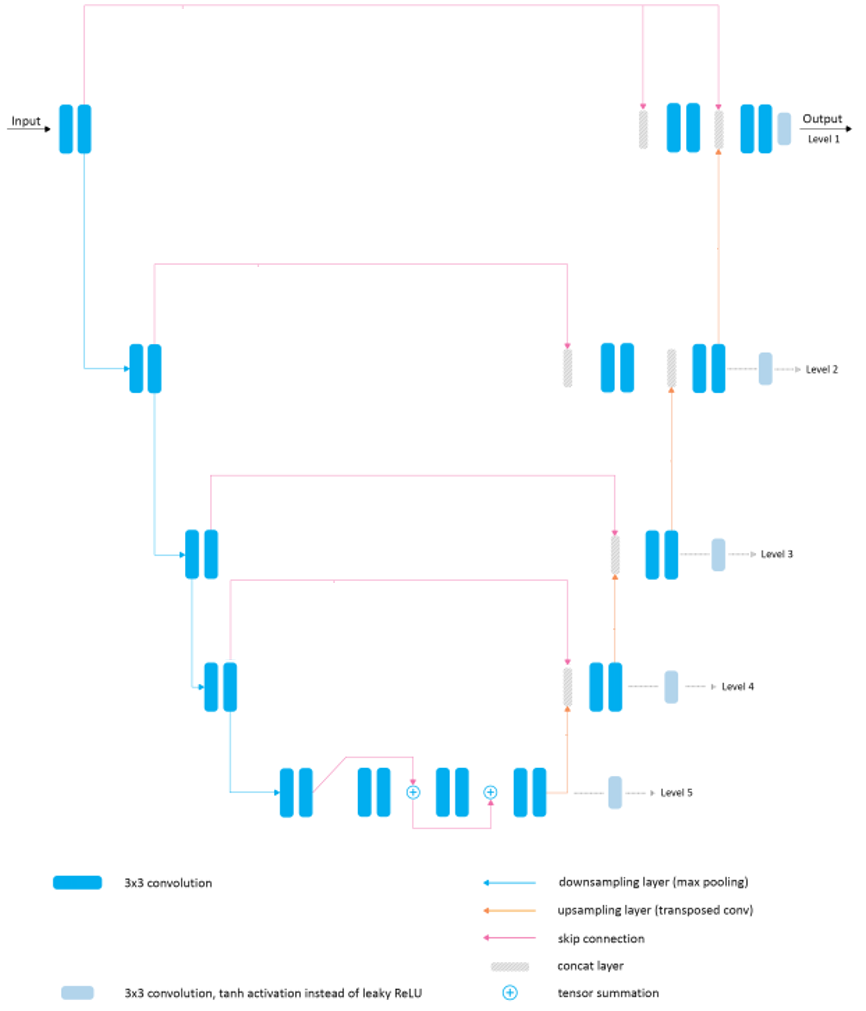 Input
Output
Level 1
Level 2
Level 3
Level 4
Level 5
3x3 convolution
downsampling layer (max pooling)
upsampling layer (transposed conv)
skip connection
concat layer
3x3 convolution, tanh activation instead of leaky ReLU
tensor summation